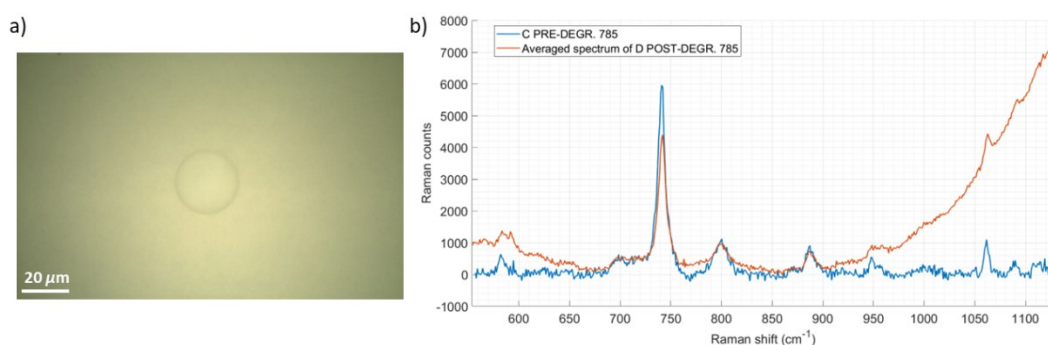 a)
20 µm
b)
C PRE-DEGR. 785
Averaged spectrum of D POST-DEGR. 785
8000
7000
6000
5000
4000
3000
2000
1000
0
-1000
Raman counts
600 650 700 750 800 850 900 950 1000 1050 1100
Raman shift (cm⁻¹)